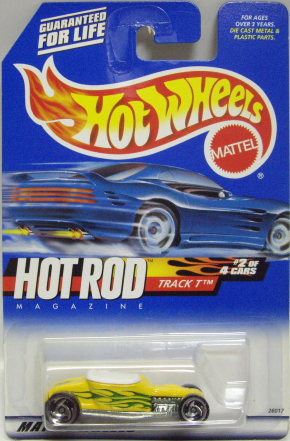 GUARANTEED
FOR LIFE
FOR AGES
OVER 3 YEARS.
DIE CAST METAL &
PLASTIC PARTS.
Hot Wheels
MATTEL
®
HOT ROD™
MAGAZINE
TRACK T™
#2 OF
4 CARS
26017